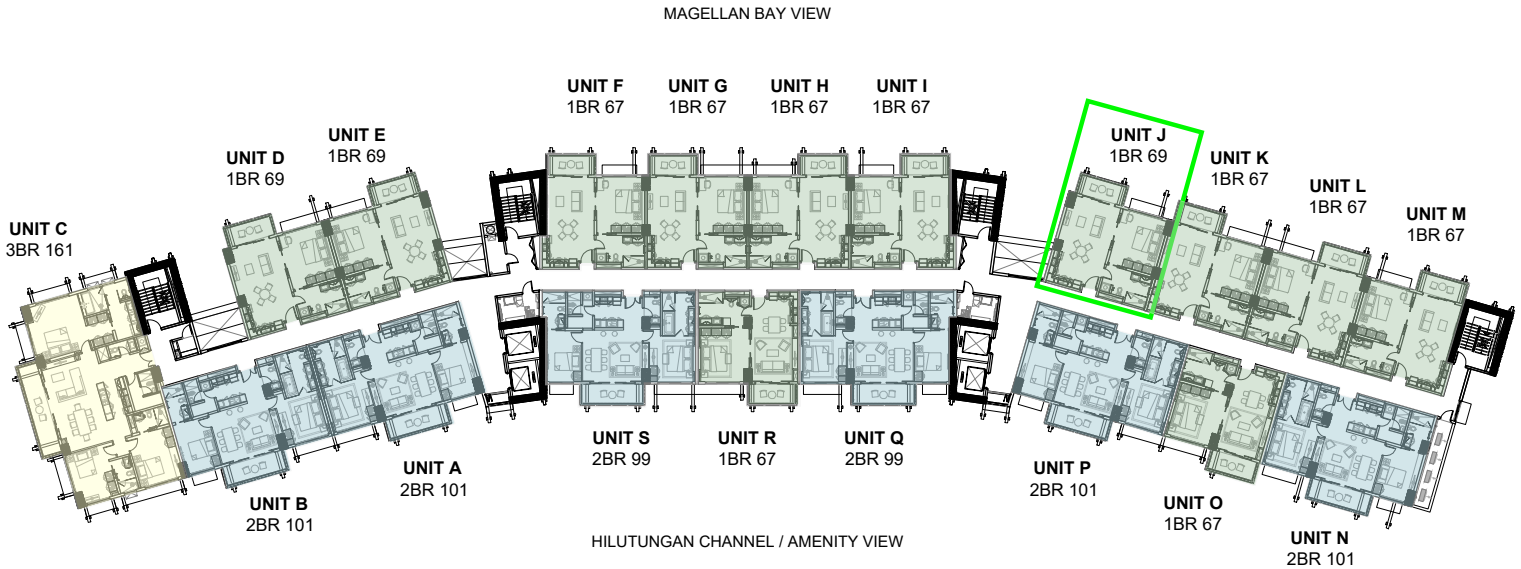 MAGELLAN BAY VIEW
UNIT F
1BR 67
UNIT G
1BR 67
UNIT H
1BR 67
UNIT I
1BR 67
UNIT E
1BR 69
UNIT J
1BR 69
UNIT D
1BR 69
UNIT K
1BR 67
UNIT L
1BR 67
UNIT M
1BR 67
UNIT C
3BR 161
UNIT S
2BR 99
UNIT R
1BR 67
UNIT Q
2BR 99
UNIT A
2BR 101
UNIT P
2BR 101
UNIT B
2BR 101
UNIT O
1BR 67
UNIT N
2BR 101
HILUTUNGAN CHANNEL / AMENITY VIEW